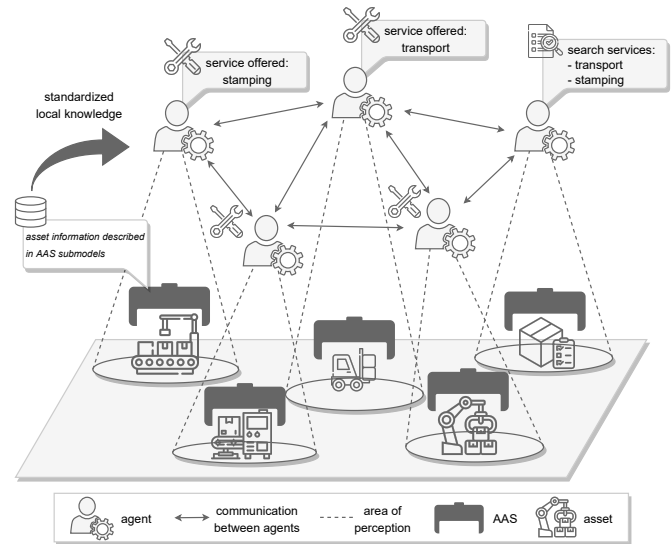 service offered:
stamping
service offered:
transport
search services:
- transport
- stamping
standardized
local knowledge
asset information described
in AAS submodels
agent
communication
between agents
area of
perception
AAS
asset